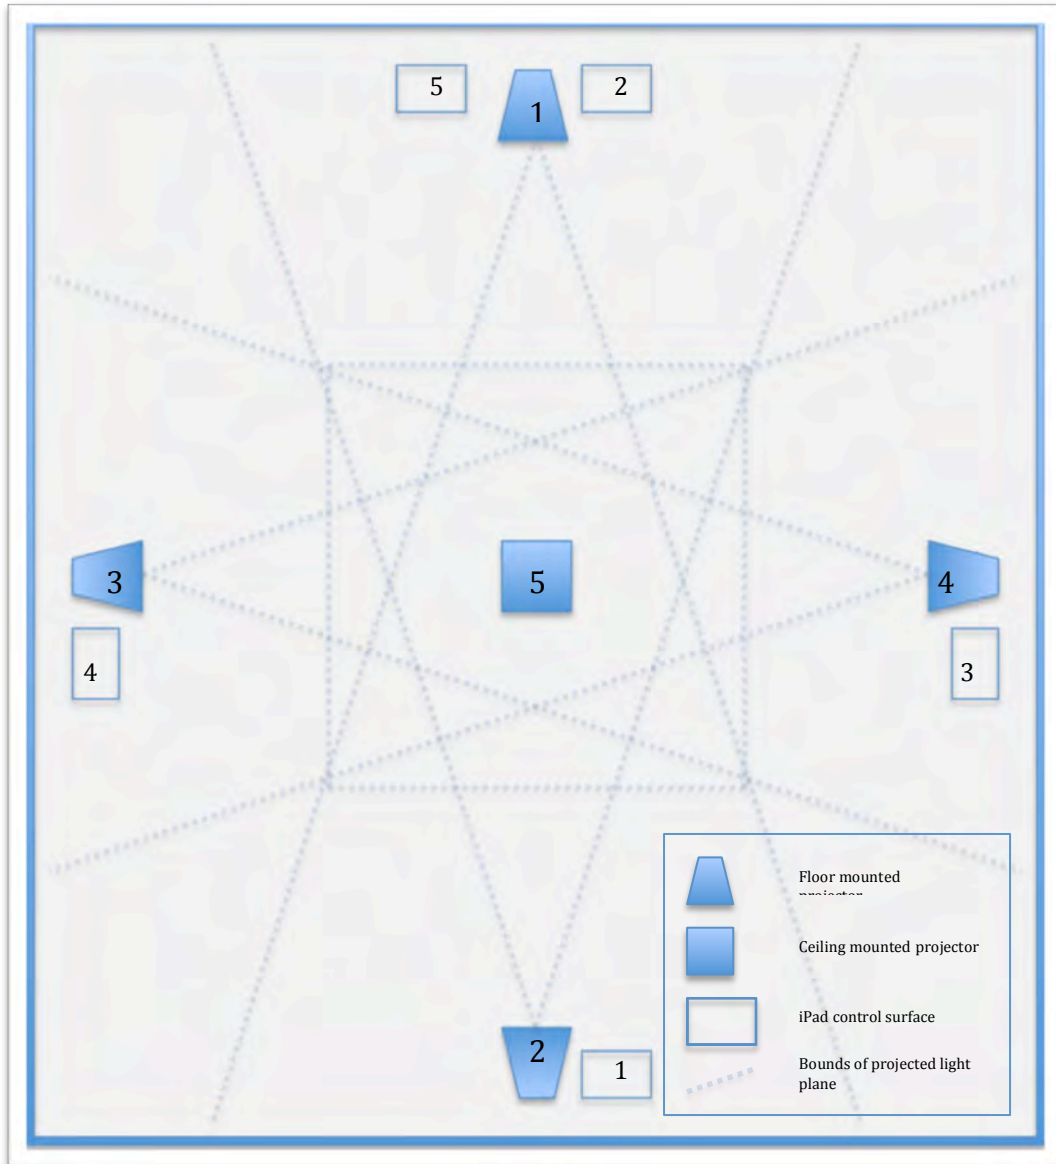 5
1
2
3
5
4
4
3
Floor mounted
Ceiling mounted projector
iPad control surface
2
1
Bounds of projected light
plane